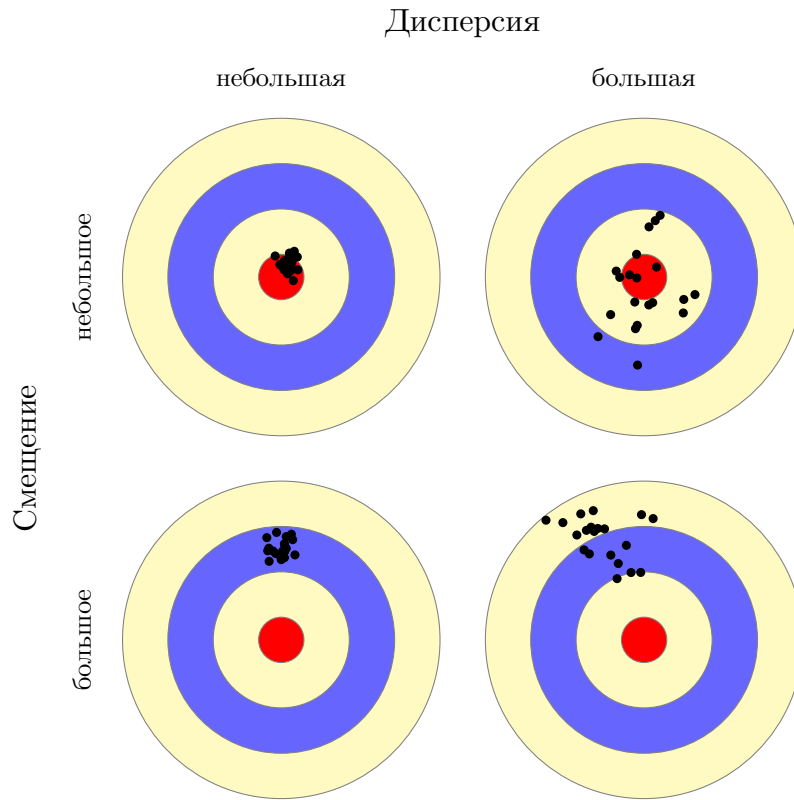 Дисперсия
небольшая
большая
Смещение
небольшое
большое